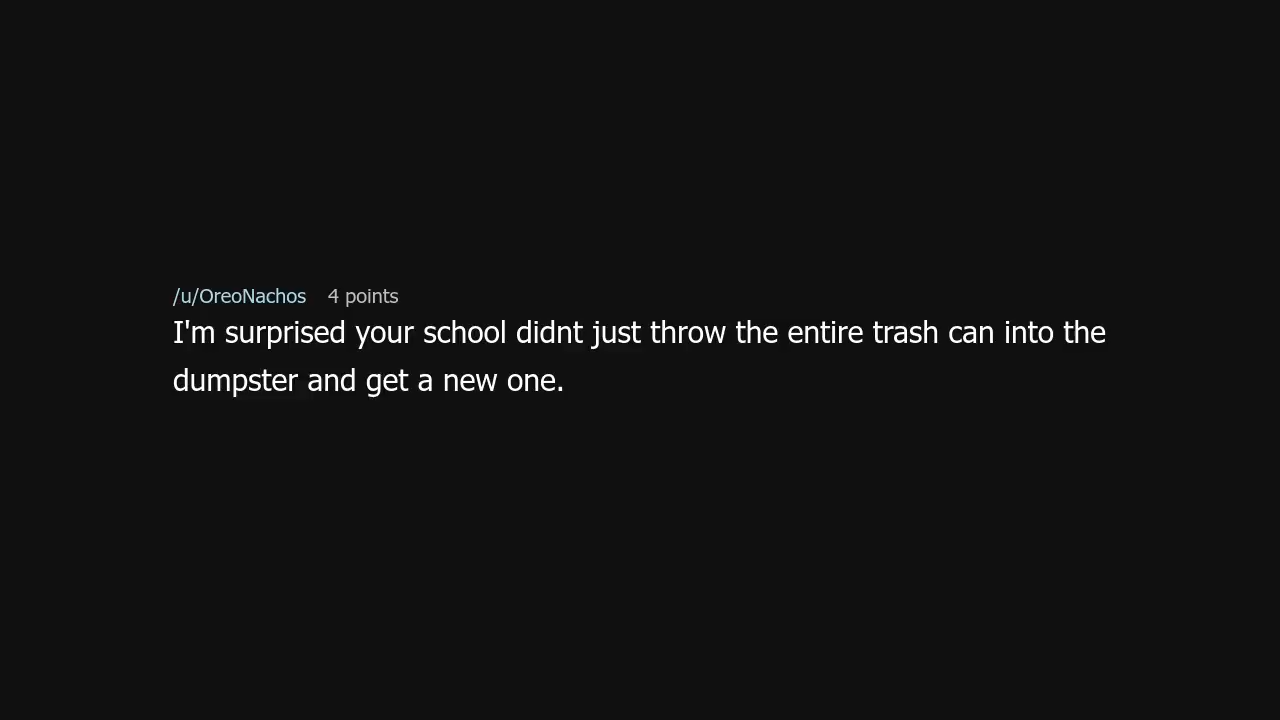 /u/OreoNachos 4 points
I'm surprised your school didnt just throw the entire trash can into the
dumpster and get a new one.